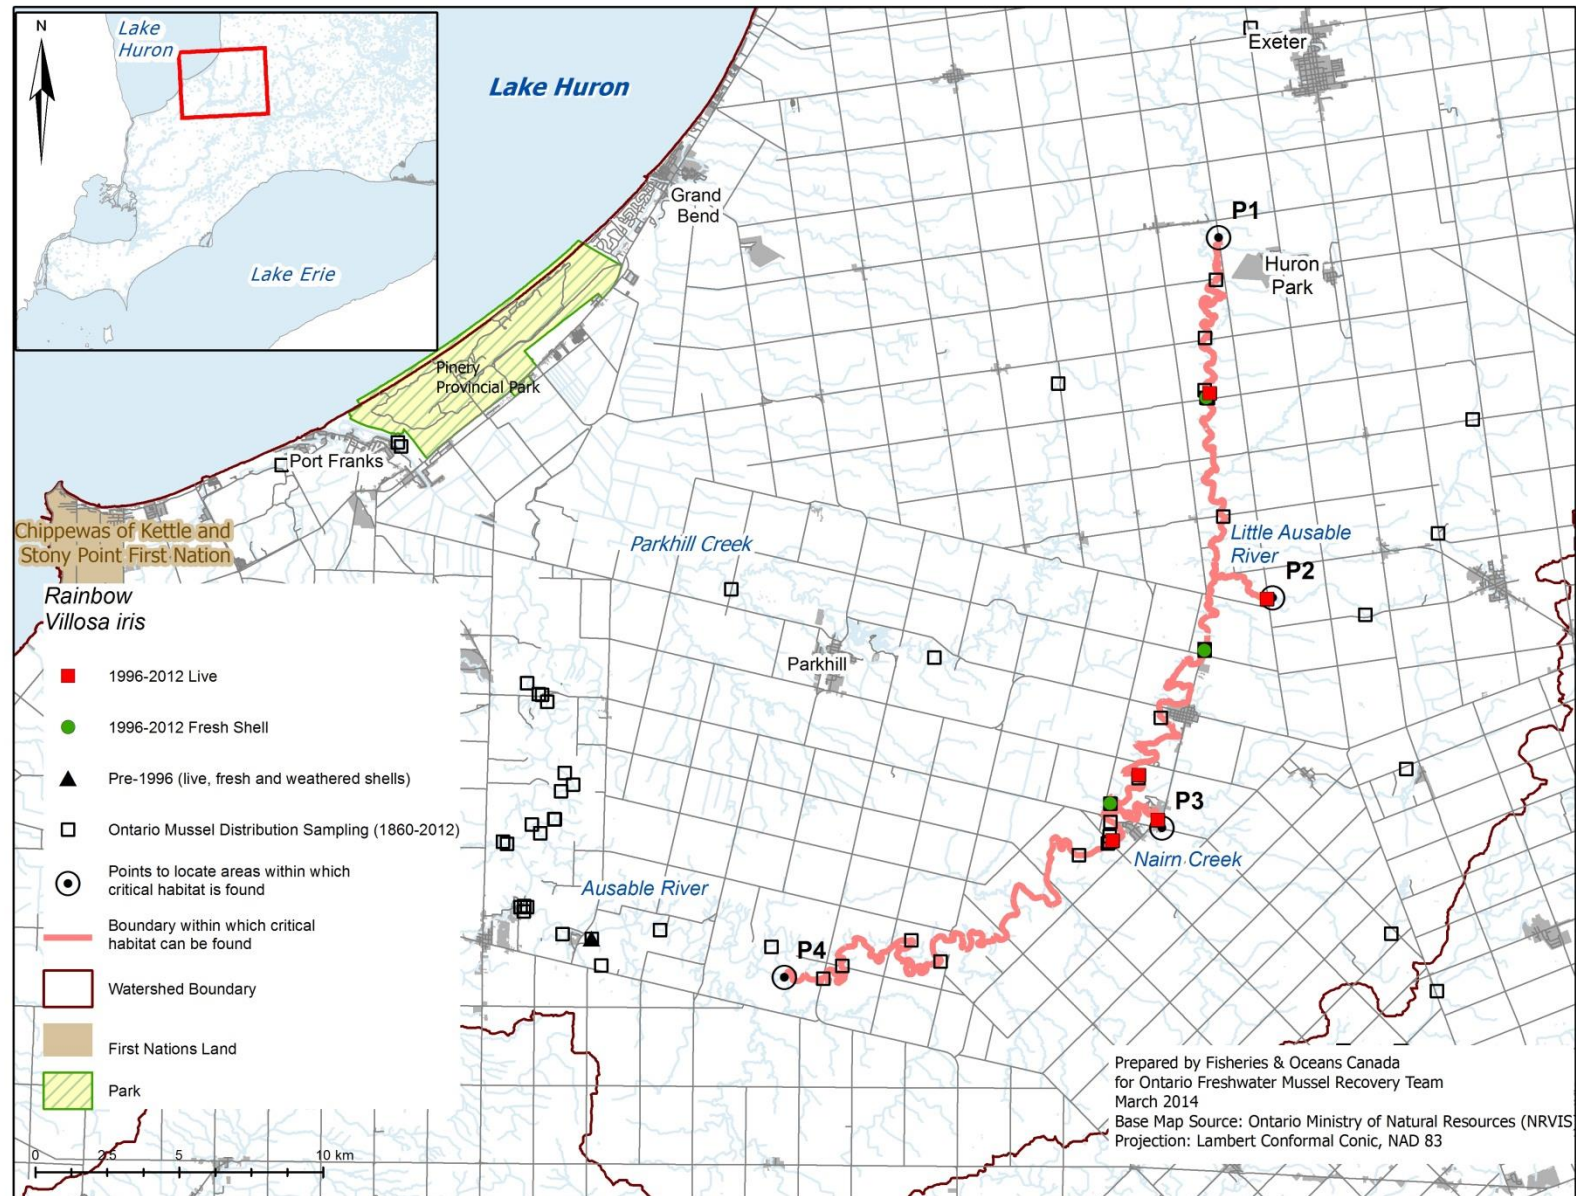 N
Lake
Huron
Lake Erie
Lake Huron
Exeter
Grand
Bend
P1
Huron
Park
Pinery
Provincial Park
Port Franks
Chippewas of Kettle and
Stony Point First Nation
Parkhill Creek
Little Ausable
River
P2
Parkhill
P3
Nairn Creek
Ausable River
P4
Rainbow
Villosa iris
1996-2012 Live
1996-2012 Fresh Shell
Pre-1996 (live, fresh and weathered shells)
Ontario Mussel Distribution Sampling (1860-2012)
Points to locate areas within which
critical habitat is found
Boundary within which critical
habitat can be found
Watershed Boundary
First Nations Land
Park
0 2.5 5 10 km
Prepared by Fisheries & Oceans Canada
for Ontario Freshwater Mussel Recovery Team
March 2014
Base Map Source: Ontario Ministry of Natural Resources (NRVIS)
Projection: Lambert Conformal Conic, NAD 83